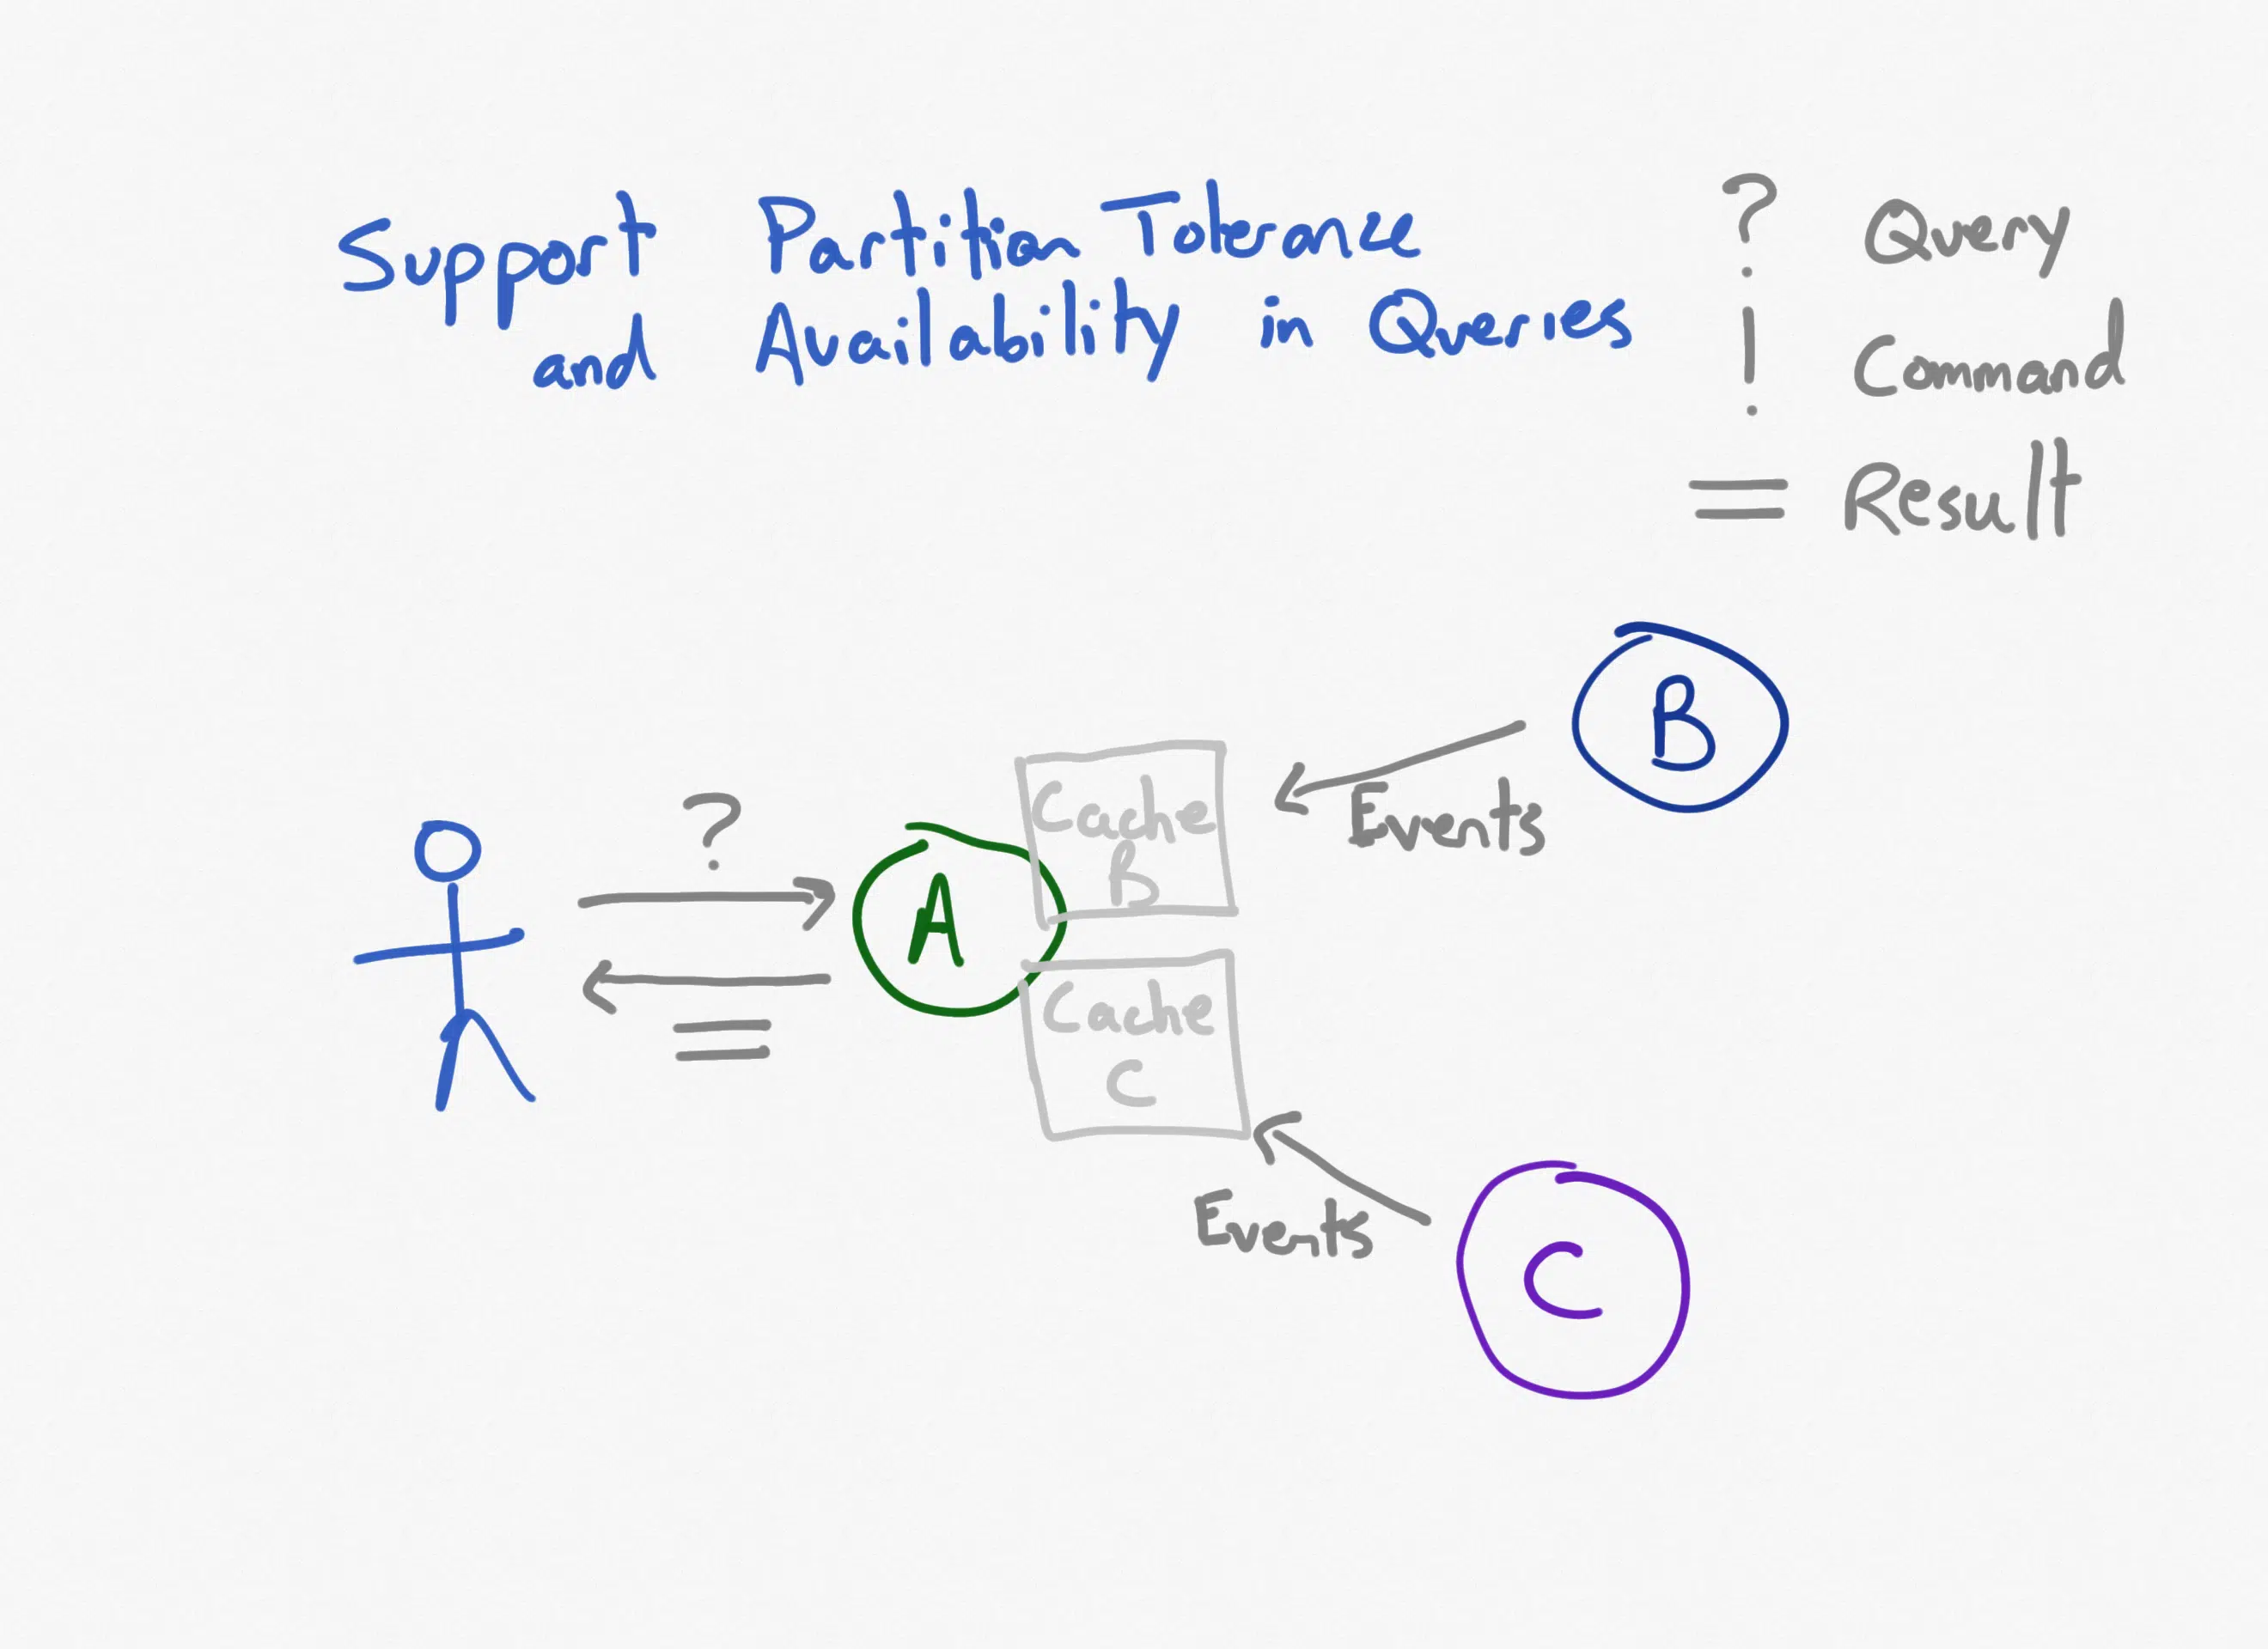 Support Partition Tolerance
and Availability in Queries
? Query
! Command
= Result
B
Events
Cache
B
?
A
=
Cache
C
Events
C